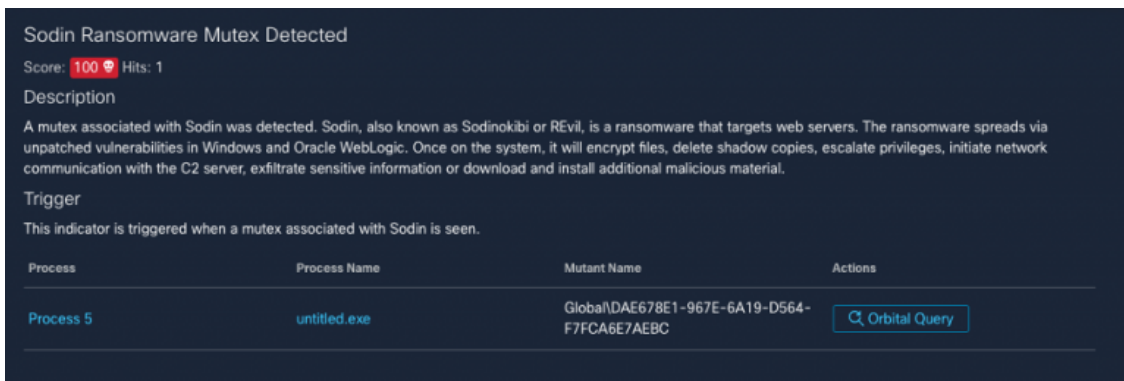 Sodin Ransomware Mutex Detected
Score: 100 Hits: 1
Description
A mutex associated with Sodin was detected. Sodin, also known as Sodinokibi or REvil, is a ransomware that targets web servers. The ransomware spreads via
unpatched vulnerabilities in Windows and Oracle WebLogic. Once on the system, it will encrypt files, delete shadow copies, escalate privileges, initiate network
communication with the C2 server, exfiltrate sensitive information or download and install additional malicious material.
Trigger
This indicator is triggered when a mutex associated with Sodin is seen.
Process Process Name Mutant Name Actions
Process 5 untitled.exe Global\DAE678E1-967E-6A19-D564- Orbital Query
F7FCA6E7AEBC